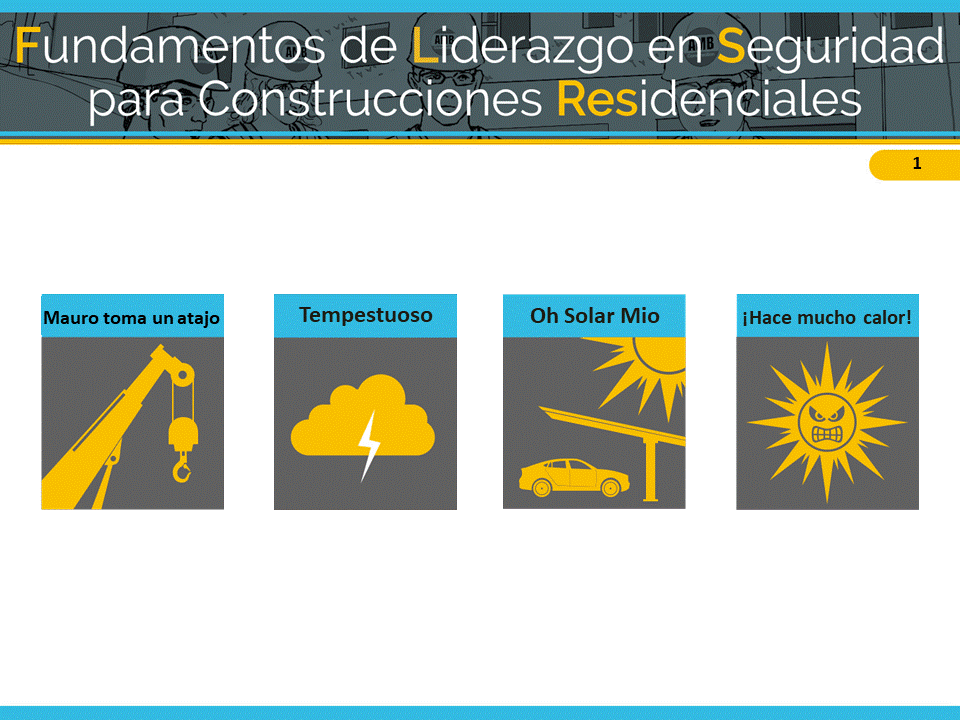 Fundamentos de Liderazgo en Seguridad
para Construcciones Residenciales
1
Mauro toma un atajo
Tempestuoso
Oh Solar Mio
¡Hace mucho calor!